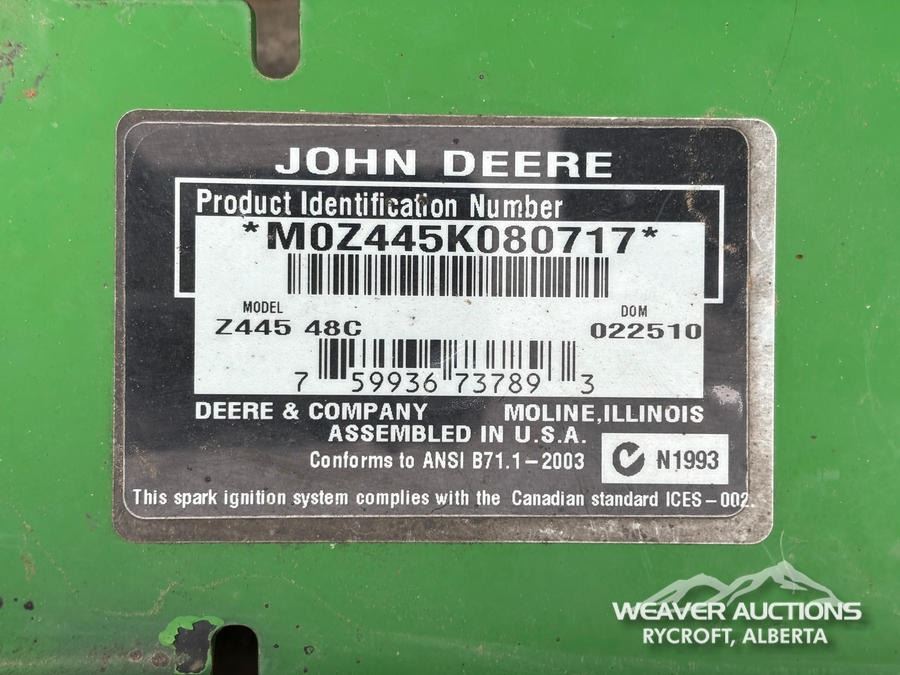 JOHN DEERE
Product Identification Number
*M0Z445K080717*
MODEL DOM
Z445 48C 022510
7 59936 73789 3
DEERE & COMPANY MOLINE, ILLINOIS
ASSEMBLED IN U.S.A.
Conforms to ANSI B71.1-2003 N1993
This spark ignition system complies with the Canadian standard ICES-002.
WEAVER AUCTIONS
RYCROFT, ALBERTA